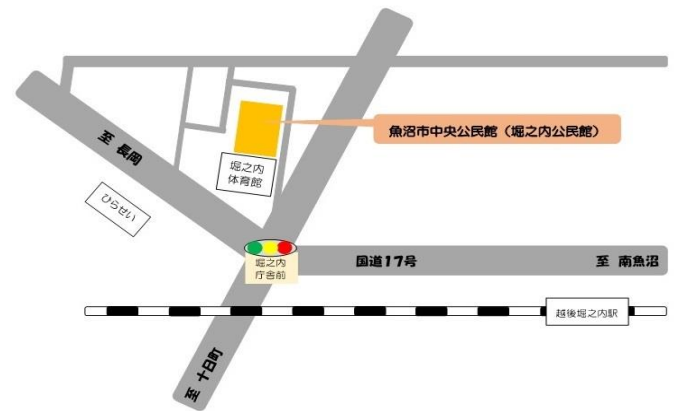 至 長岡
魚沼市中央公民館（堀之内公民館）
堀之内
体育館
ひらせい
堀之内
庁舎前
国道17号
至 南魚沼
越後堀之内駅
至 十日町